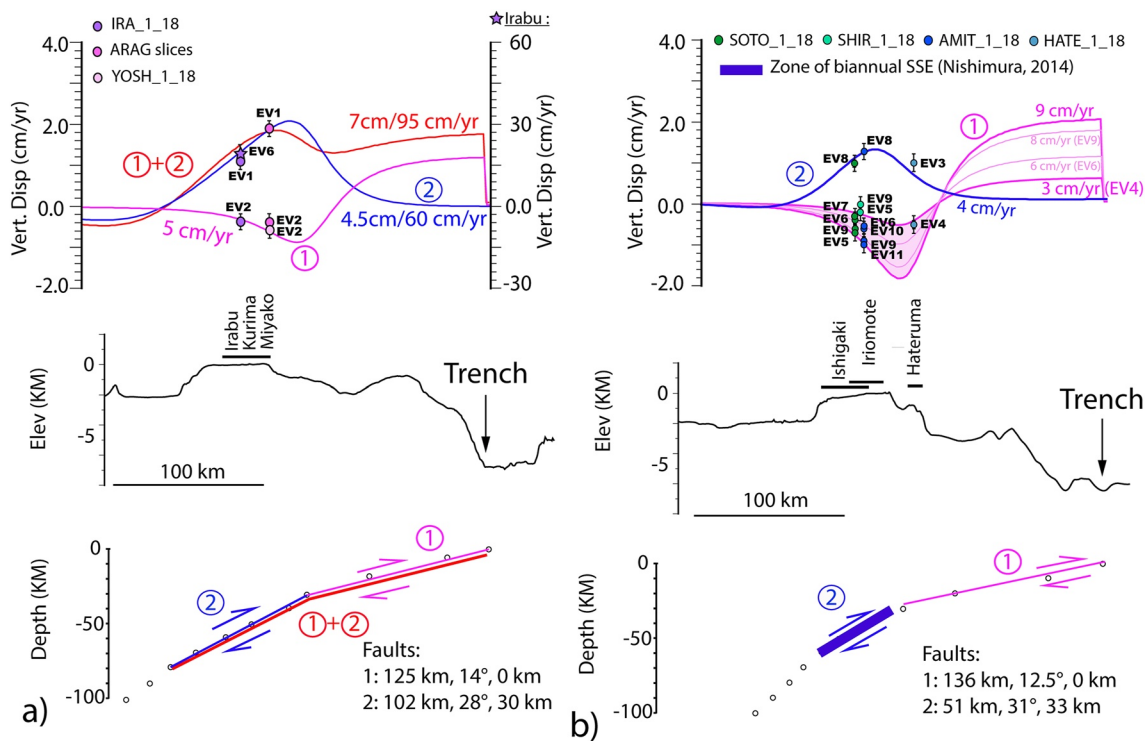 IRA_1_18
ARAG slices
YOSH_1_18
Irabu :
4.0
2.0
0.0
-2.0
Vert. Disp (cm/yr)
60
30
0.0
-30
Vert. Disp (cm/yr)
EV1
EV6
EV1
EV2
EV2
EV2
7cm/95 cm/yr
1+2
2
4.5cm/60 cm/yr
5 cm/yr
1
Irabu
Kurima
Miyako
0
-5
Elev (KM)
Trench
100 km
0
-50
-100
Depth (KM)
1
2
1+2
Faults:
1: 125 km, 14°, 0 km
2: 102 km, 28°, 30 km
a)
SOTO_1_18 SHIR_1_18 AMIT_1_18 HATE_1_18
Zone of biannual SSE (Nishimura, 2014)
4.0
2.0
0.0
-2.0
Vert. Disp (cm/yr)
9 cm/yr
1
8 cm/yr (EV9)
6 cm/yr (EV6)
3 cm/yr (EV4)
4 cm/yr
2
EV8
EV8
EV3
EV7
EV9
EV5
EV6
EV6
EV4
EV9
EV10
EV5
EV9
EV11
Ishigaki
Iriomote
Hateruma
0
-5
Elev (KM)
Trench
100 km
0
-50
-100
Depth (KM)
1
2
Faults:
1: 136 km, 12.5°, 0 km
2: 51 km, 31°, 33 km
b)